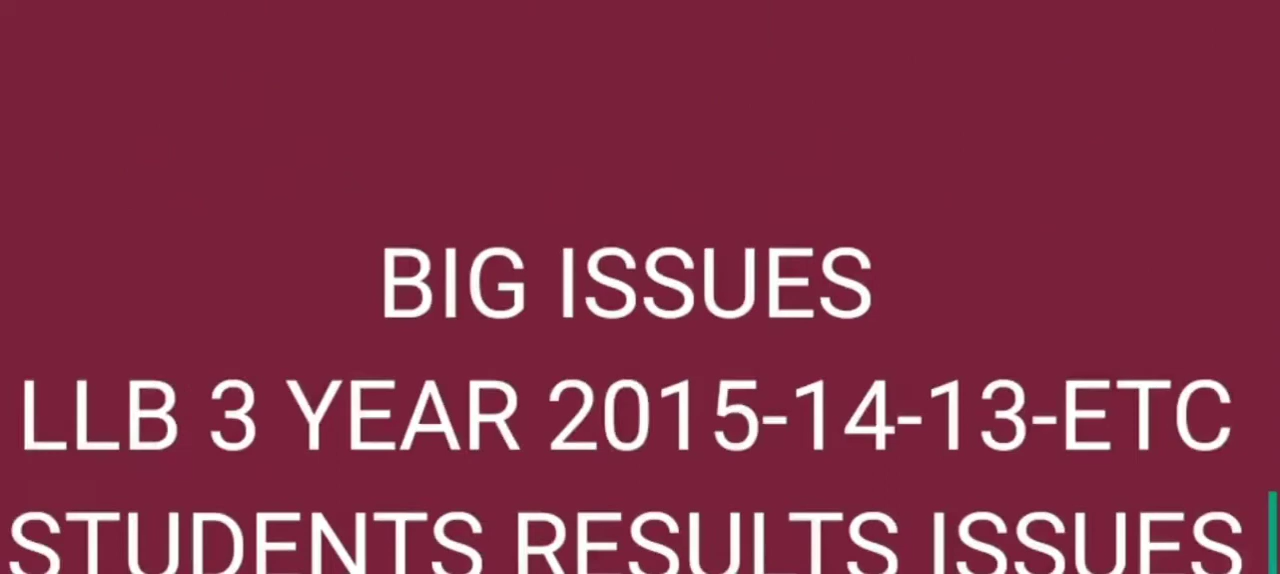 BIG ISSUES
LLB 3 YEAR 2015-14-13-ETC
STUDENTS RESULTS ISSUES